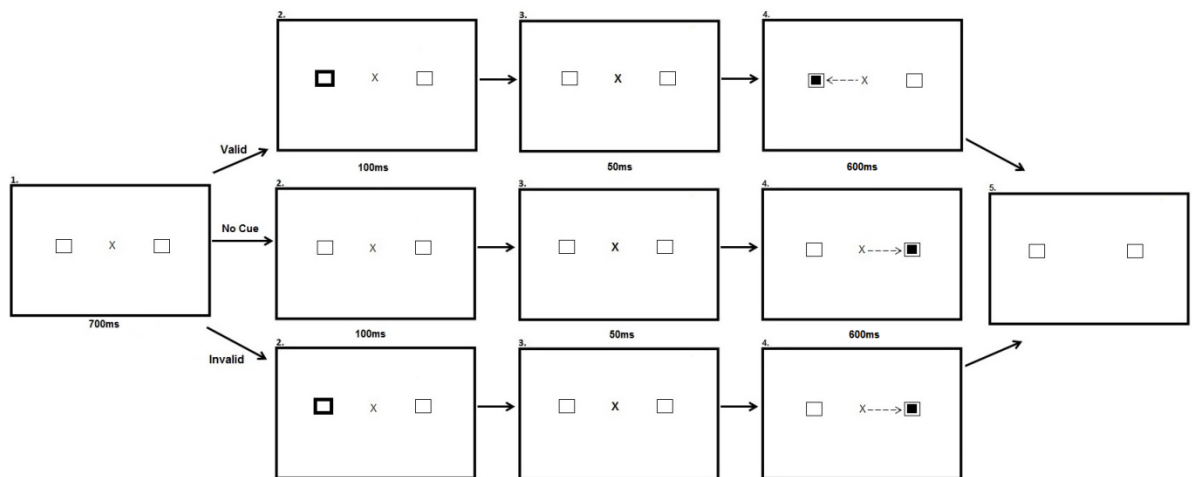 2.
X
100ms
3.
X
50ms
4.
X
600ms
Valid
1.
X
700ms
No Cue
2.
X
100ms
3.
X
50ms
4.
X
600ms
5.
Invalid
2.
X
3.
X
4.
X